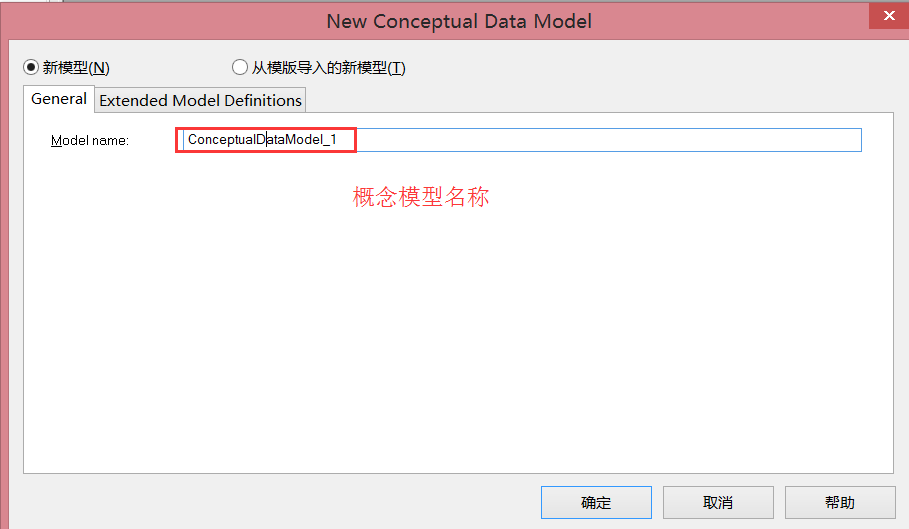 New Conceptual Data Model
新模型(N) 从模版导入的新模型(T)
General Extended Model Definitions
Model name: ConceptualDataModel_1
概念模型名称
确定 取消 帮助